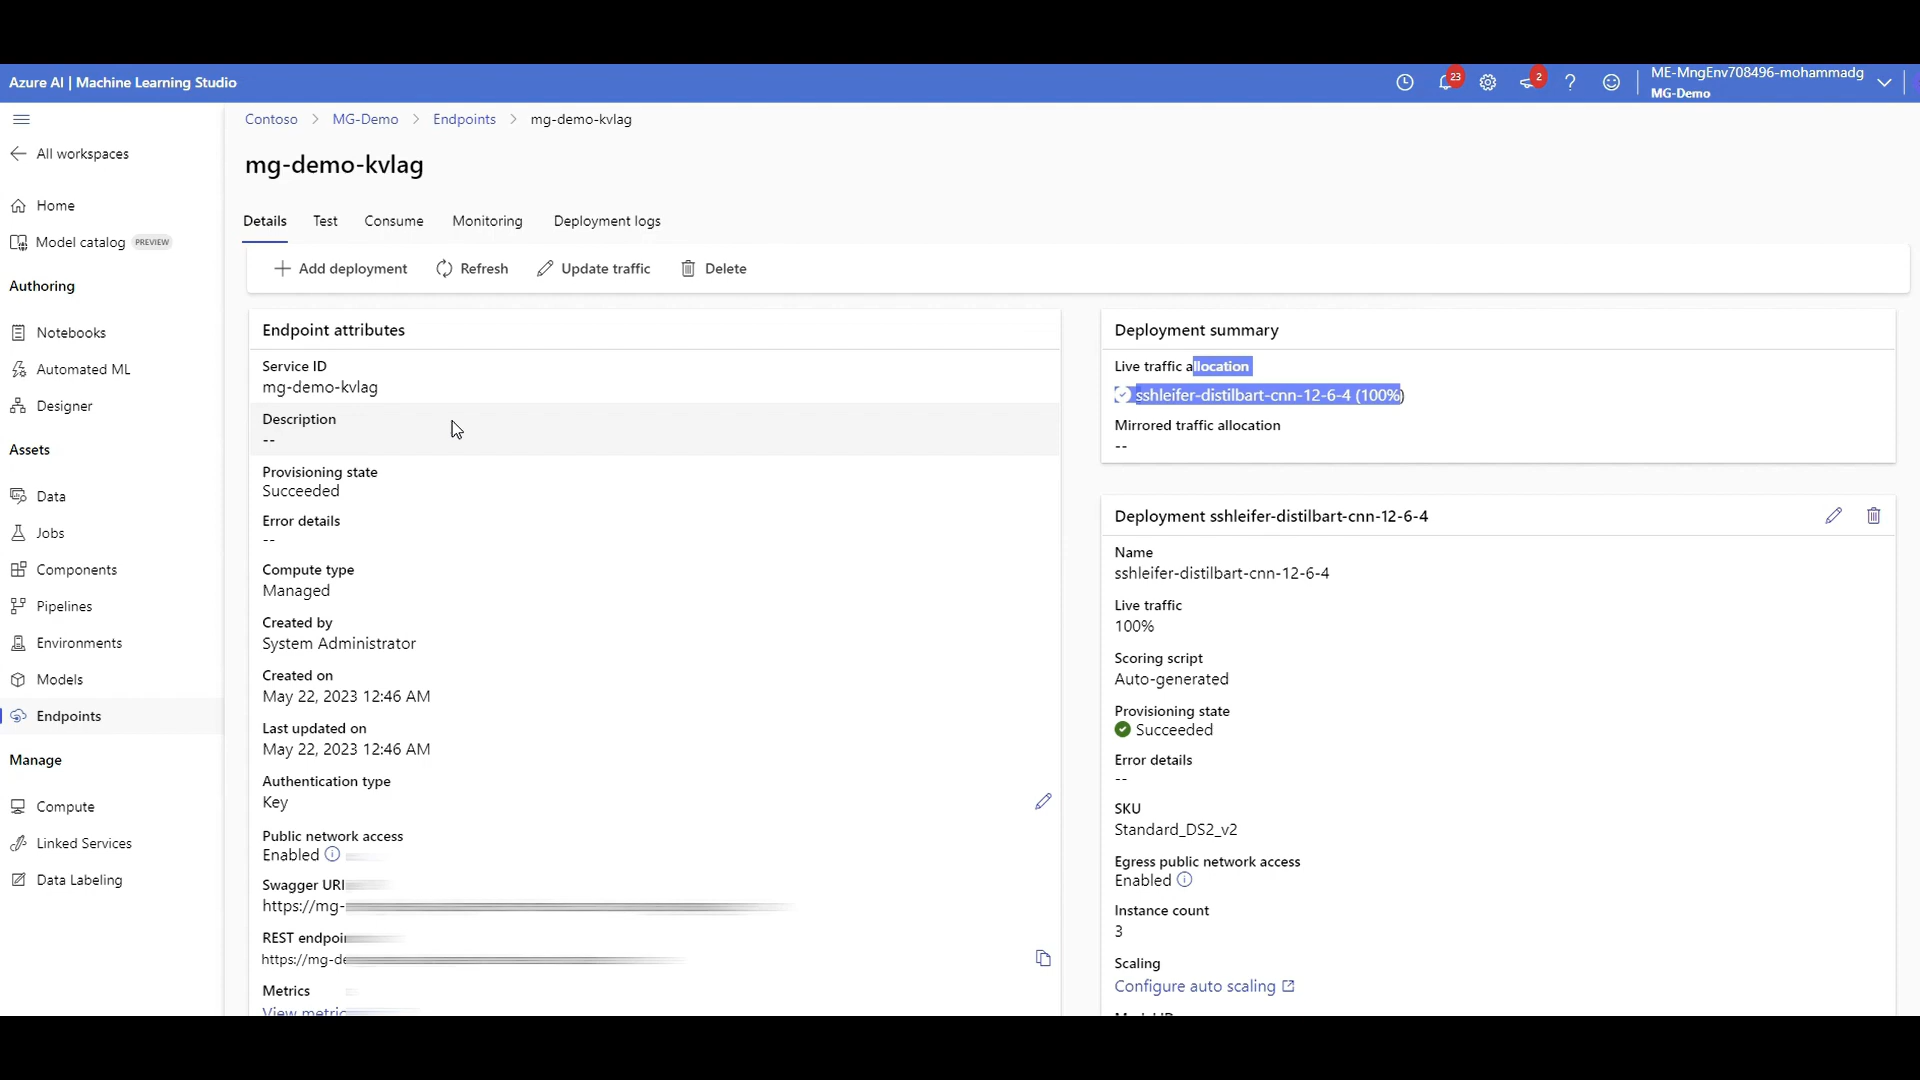 Azure AI | Machine Learning Studio
23
2
ME-MngEnv708496-mohammadg
MG-Demo
All workspaces
Home
Model catalog PREVIEW
Authoring
Notebooks
Automated ML
Designer
Assets
Data
Jobs
Components
Pipelines
Environments
Models
Endpoints
Manage
Compute
Linked Services
Data Labeling
Contoso > MG-Demo > Endpoints > mg-demo-kvlag
mg-demo-kvlag
Details Test Consume Monitoring Deployment logs
Add deployment Refresh Update traffic Delete
Endpoint attributes
Service ID
mg-demo-kvlag
Description
--
Provisioning state
Succeeded
Error details
--
Compute type
Managed
Created by
System Administrator
Created on
May 22, 2023 12:46 AM
Last updated on
May 22, 2023 12:46 AM
Authentication type
Key
Public network access
Enabled
Swagger URI
https://mg-
REST
https://mg-de
Metrics
View
Deployment summary
Live traffic allocation
sshleifer-distilbart-cnn-12-6-4 (100%)
Mirrored traffic allocation
--
Deployment sshleifer-distilbart-cnn-12-6-4
Name
sshleifer-distilbart-cnn-12-6-4
Live traffic
100%
Scoring script
Auto-generated
Provisioning state
Succeeded
Error details
--
SKU
Standard_DS2_v2
Egress public network access
Enabled
Instance count
3
Scaling
Configure auto scaling